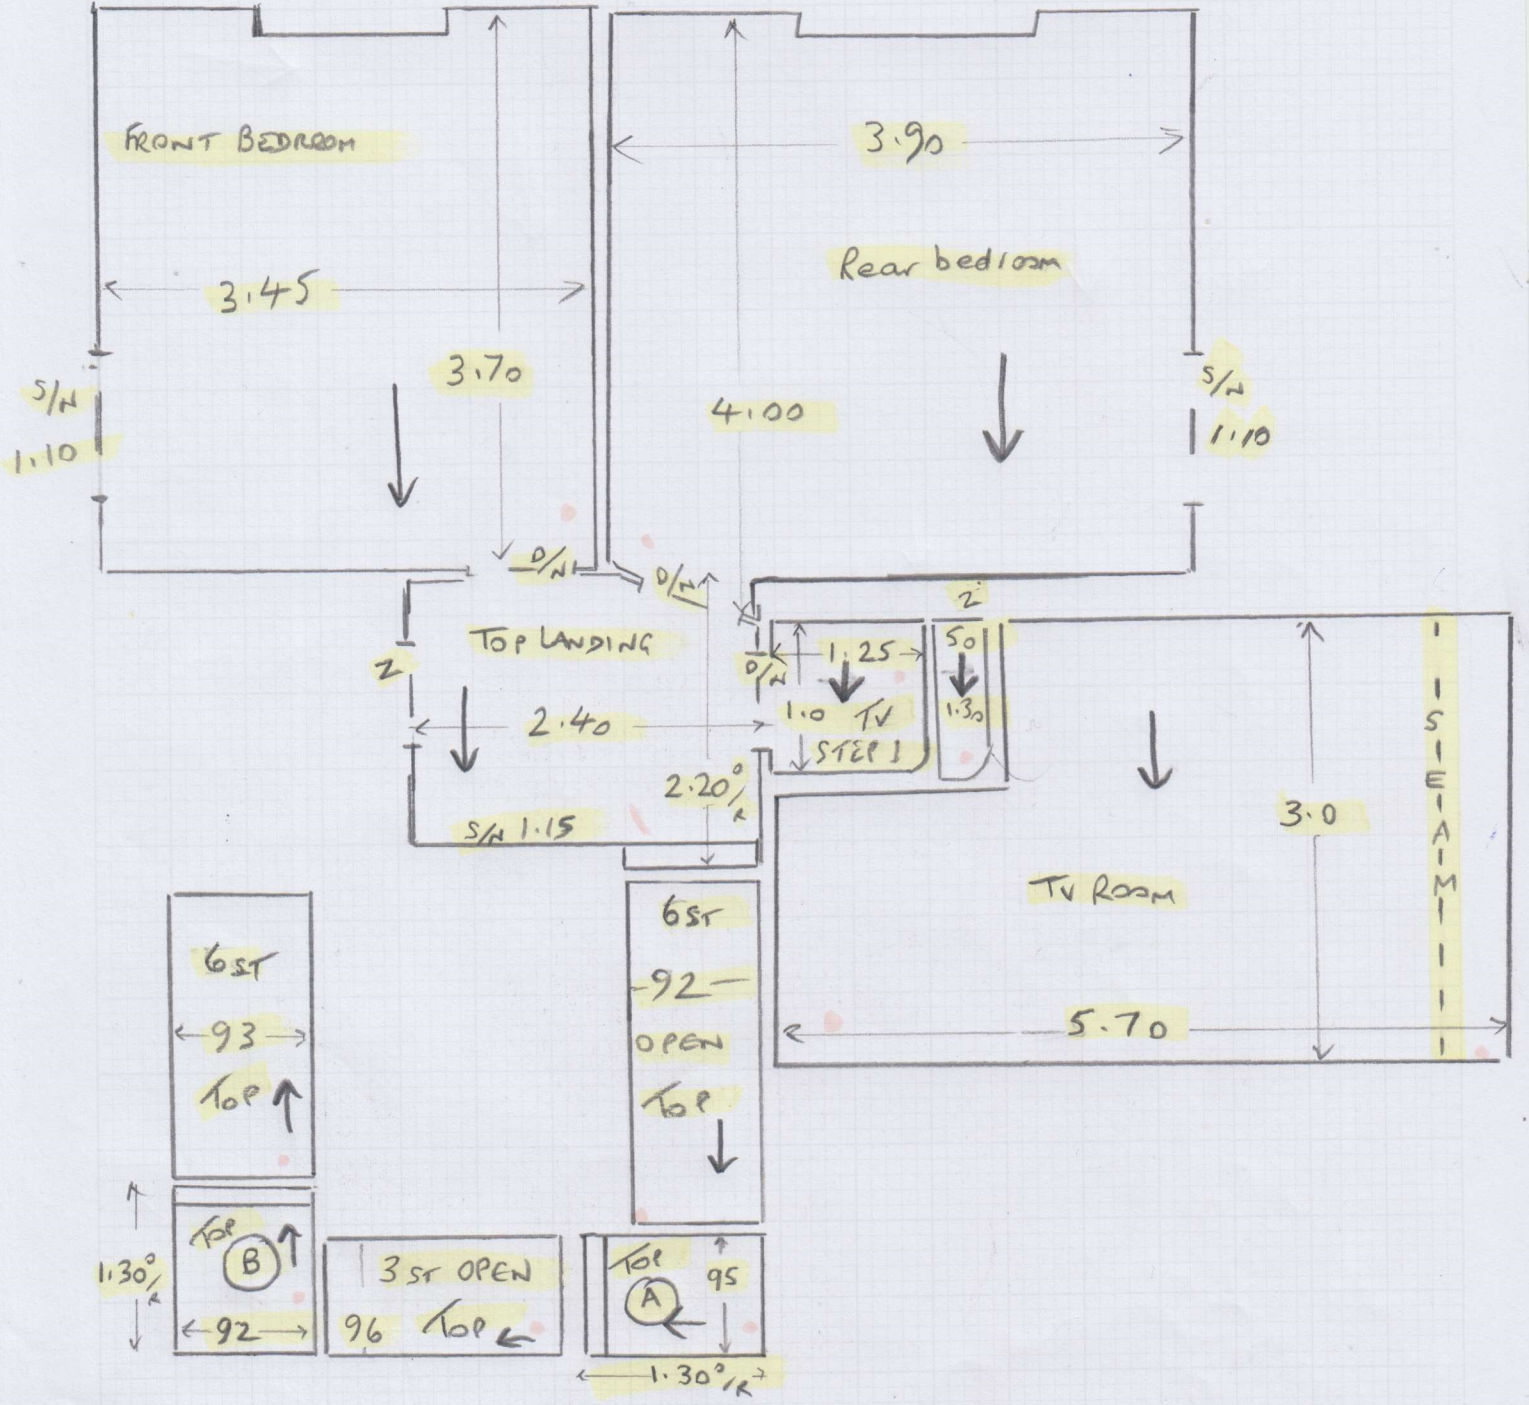 FRONT BEDROOM
3.45
3.70
S/N
1.10
D/N
3.90
Rear bedroom
4.00
S/N
1.10
D/N
TOP LANDING
Z
2.40
2.20 O/R
S/N 1.15
D/N
1.25
1.0
TV
STEP 1
Z
50
1.30
TV ROOM
3.0
5.70
SEAM
6ST
93
TOP
6ST
92
OPEN
TOP
TOP
B
1.30 O/R
92
3 ST OPEN
96
TOP
TOP
A
95
1.30 O/R